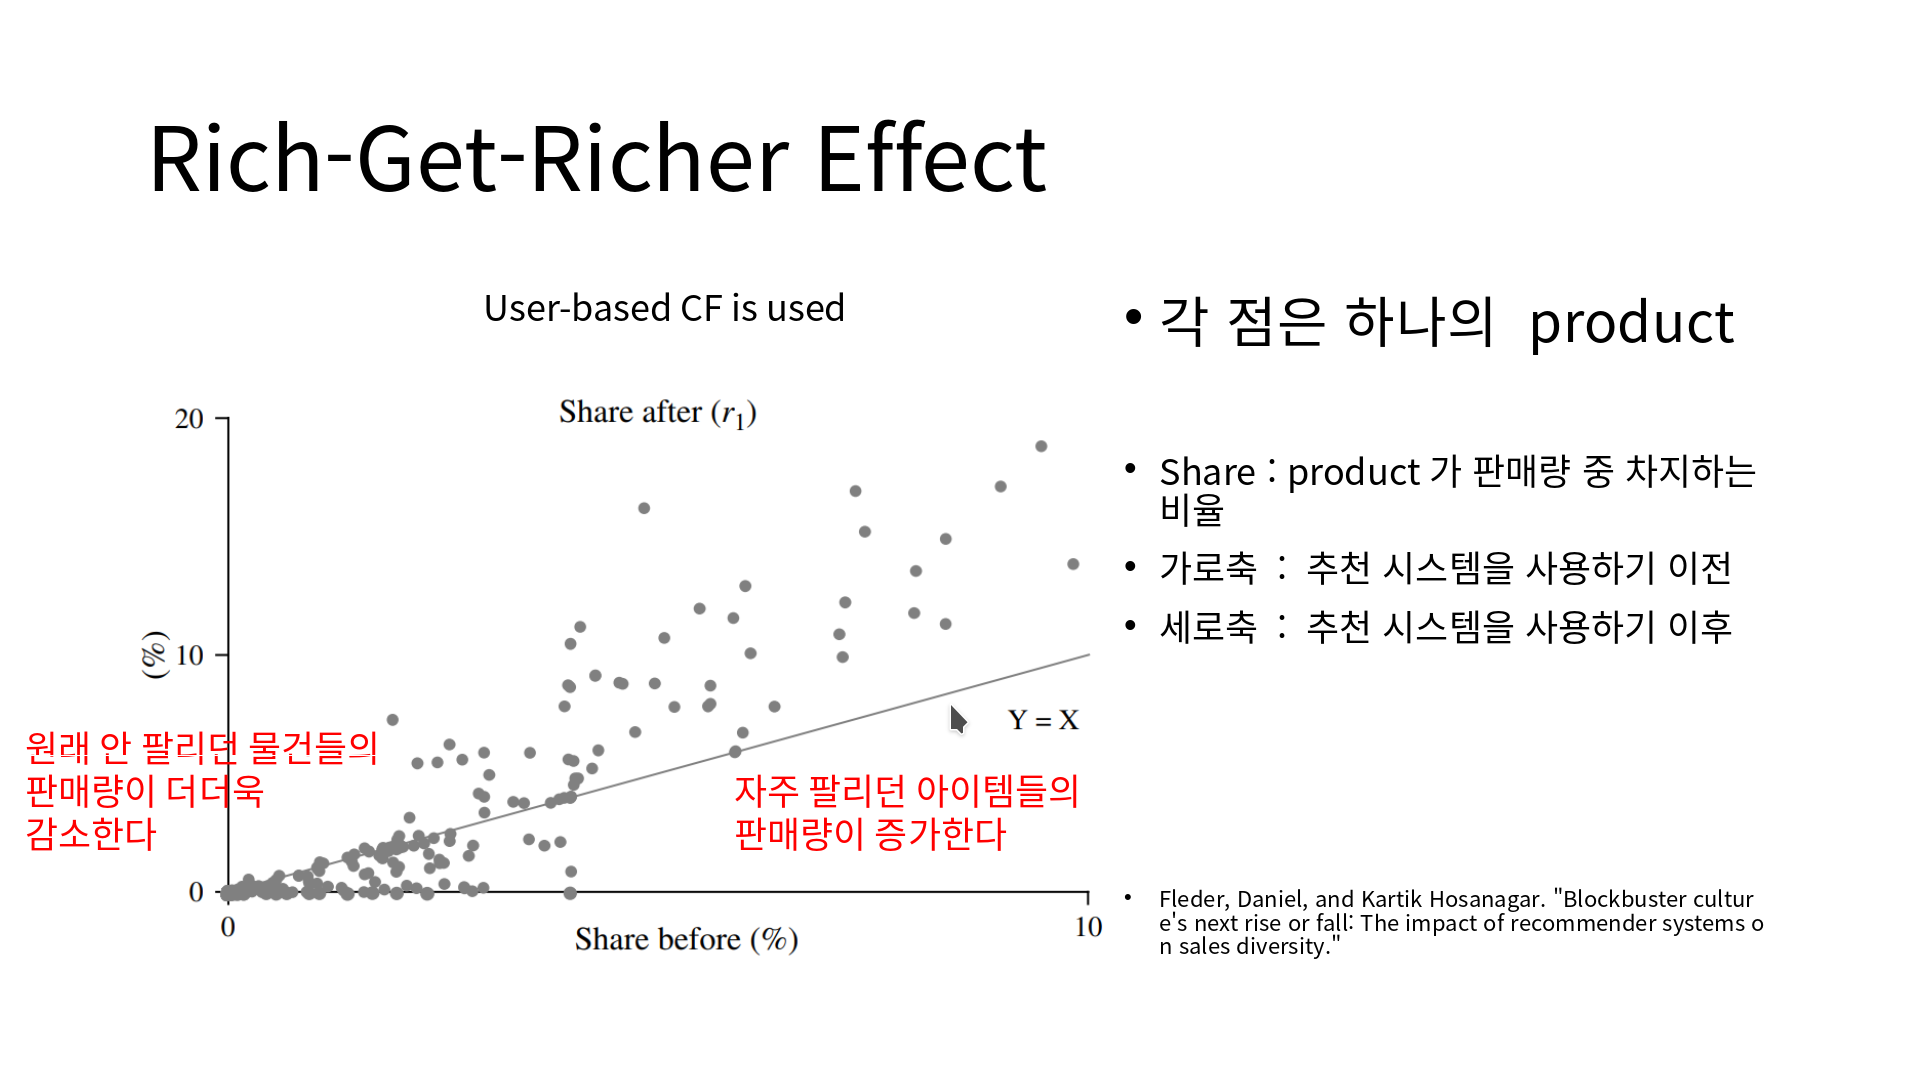 Rich-Get-Richer Effect
User-based CF is used
Share after (r1)
20
(%)
10
0
0
Share before (%)
10
Y = X
원래 안 팔리던 물건들의
판매량이 더더욱
감소한다
자주 팔리던 아이템들의
판매량이 증가한다
• 각 점은 하나의 product
• Share : product 가 판매량 중 차지하는
비율
• 가로축 : 추천 시스템을 사용하기 이전
• 세로축 : 추천 시스템을 사용하기 이후
• Fleder, Daniel, and Kartik Hosanagar. "Blockbuster cultur
e's next rise or fall: The impact of recommender systems o
n sales diversity."